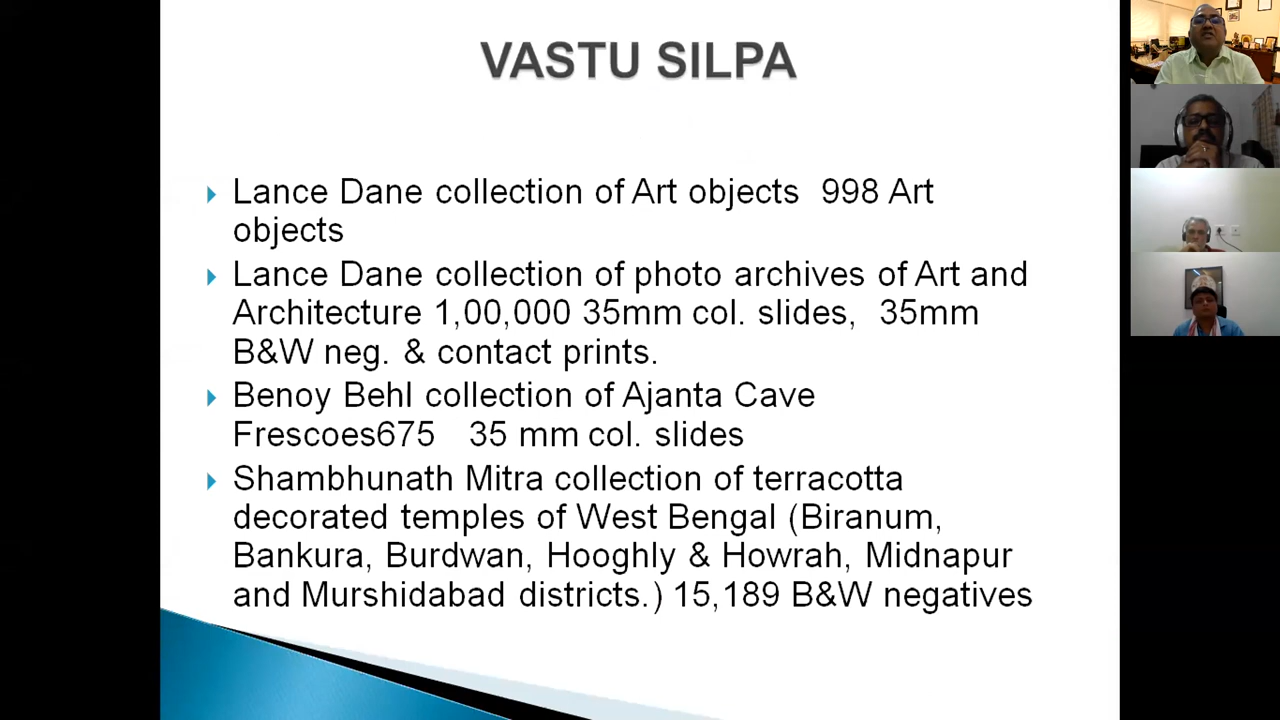 VASTU SILPA
Lance Dane collection of Art objects 998 Art
objects
Lance Dane collection of photo archives of Art and
Architecture 1,00,000 35mm col. slides, 35mm
B&W neg. & contact prints.
Benoy Behl collection of Ajanta Cave
Frescoes675 35 mm col. slides
Shambhunath Mitra collection of terracotta
decorated temples of West Bengal (Biranum,
Bankura, Burdwan, Hooghly & Howrah, Midnapur
and Murshidabad districts.) 15,189 B&W negatives